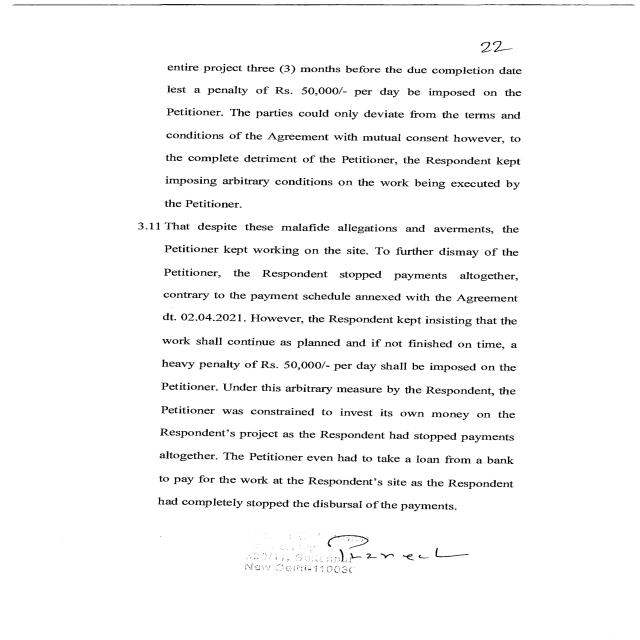 22
entire project three (3) months before the due completion date
lest a penalty of Rs. 50,000/- per day be imposed on the
Petitioner. The parties could only deviate from the terms and
conditions of the Agreement with mutual consent however, to
the complete detriment of the Petitioner, the Respondent kept
imposing arbitrary conditions on the work being executed by
the Petitioner.
3.11 That despite these malafide allegations and averments, the
Petitioner kept working on the site. To further dismay of the
Petitioner, the Respondent stopped payments altogether,
contrary to the payment schedule annexed with the Agreement
dt. 02.04.2021. However, the Respondent kept insisting that the
work shall continue as planned and if not finished on time, a
heavy penalty of Rs. 50,000/- per day shall be imposed on the
Petitioner. Under this arbitrary measure by the Respondent, the
Petitioner was constrained to invest its own money on the
Respondent's project as the Respondent had stopped payments
altogether. The Petitioner even had to take a loan from a bank
to pay for the work at the Respondent's site as the Respondent
had completely stopped the disbursal of the payments.
New Delhi-110030